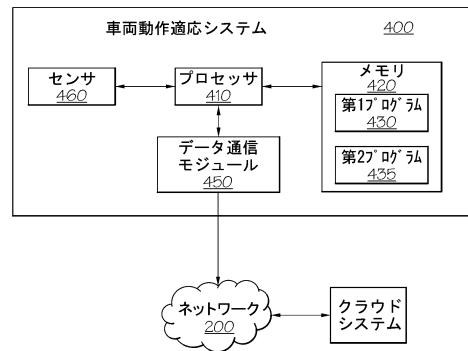 車両動作適応システム
400
センサ
460
プロセッサ
410
メモリ
420
第1プログラム
430
第2プログラム
435
データ通信
モジュール
450
ネットワーク
200
クラウド
システム